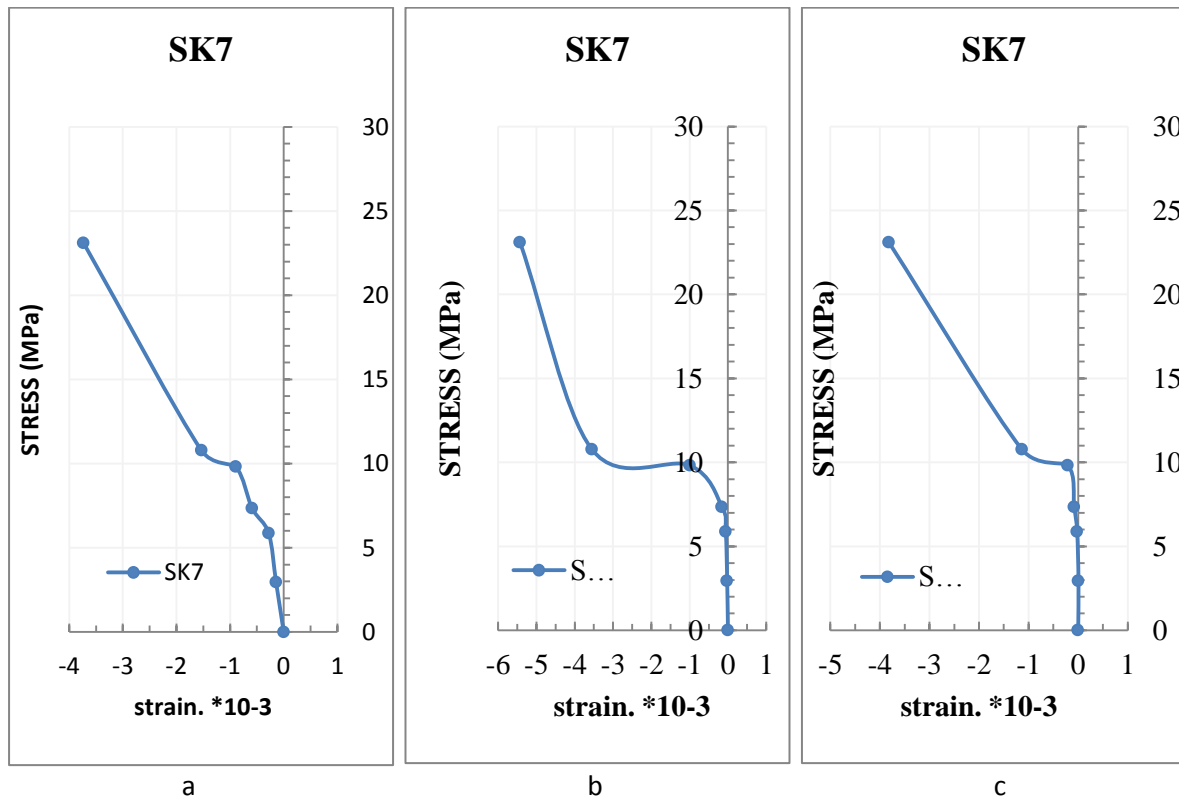 SK7
30
25
20
15
10
5
0
STRESS (MPa)
SK7
-4 -3 -2 -1 0 1
strain. *10-3
a
SK7
30
25
20
15
10
5
0
STRESS (MPa)
S...
-6 -5 -4 -3 -2 -1 0 1
strain. *10-3
b
SK7
30
25
20
15
10
5
0
STRESS (MPa)
S...
-5 -4 -3 -2 -1 0 1
strain. *10-3
c